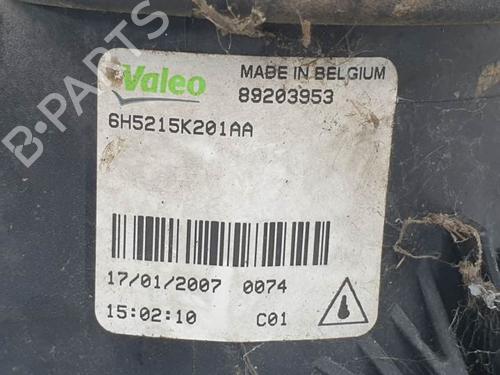 B-PARTS
Valeo
MADE IN BELGIUM
89203953
6H5215K201AA
17/01/2007 0074
15:02:10 C01